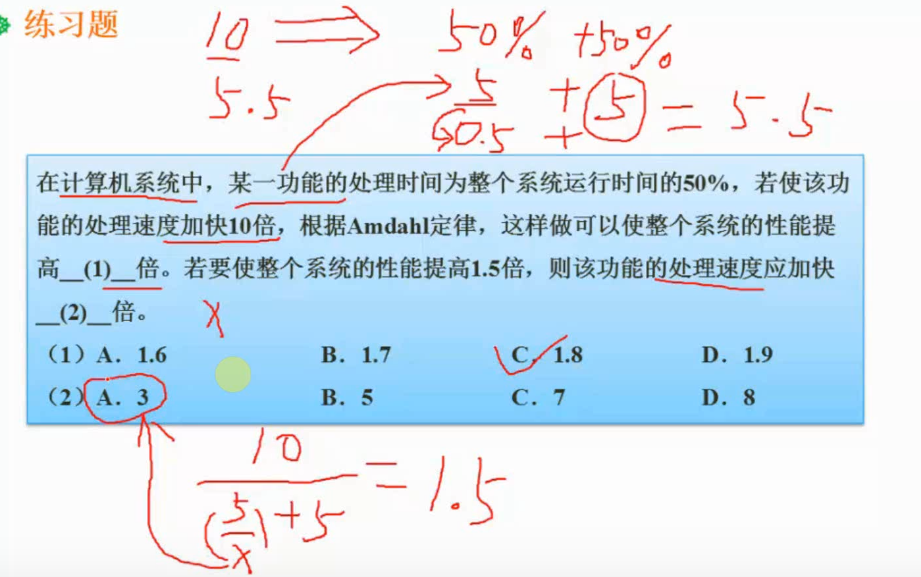 练习题
10 ⟹ 50% +50%
5.5
5 + 5 = 5.5
0.5 +
在计算机系统中，某一功能的处理时间为整个系统运行时间的50%，若使该功
能的处理速度加快10倍，根据Amdahl定律，这样做可以使整个系统的性能提
高__(1)__倍。若要使整个系统的性能提高1.5倍，则该功能的处理速度应加快
__(2)__倍。
x
（1）A．1.6 B．1.7 C．1.8 D．1.9
（2）A．3 B．5 C．7 D．8
10
= 1.5
(5/x)+5